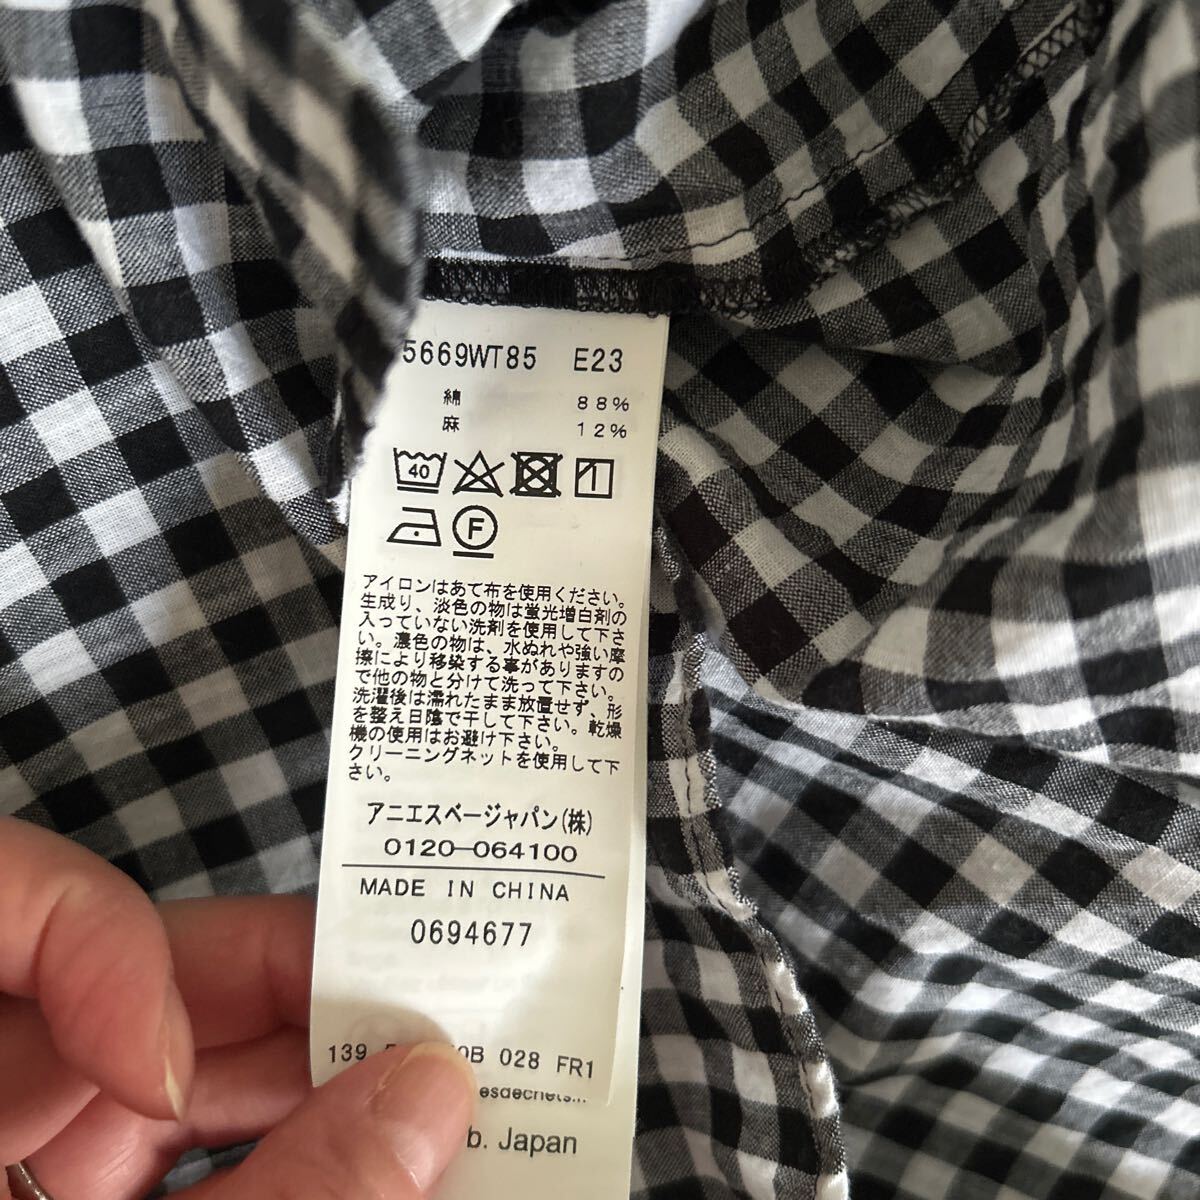 5669WT85 E23
綿 88%
麻 12%
40
F
アイロンはあて布を使用ください。
生成り、淡色の物は蛍光増白剤の
入っていない洗剤を使用して下さ
い。濃色の物は、水ぬれや強い摩
擦により移染する事がありますの
で他の物と分けて洗って下さい。
洗濯後は濡れたまま放置せず、形
を整え日陰で干して下さい。乾燥
機の使用はお避け下さい。
クリーニングネットを使用して下
さい。
アニエスベージャパン(株)
0120-064100
MADE IN CHINA
0694677
139 028 FR1
b. Japan